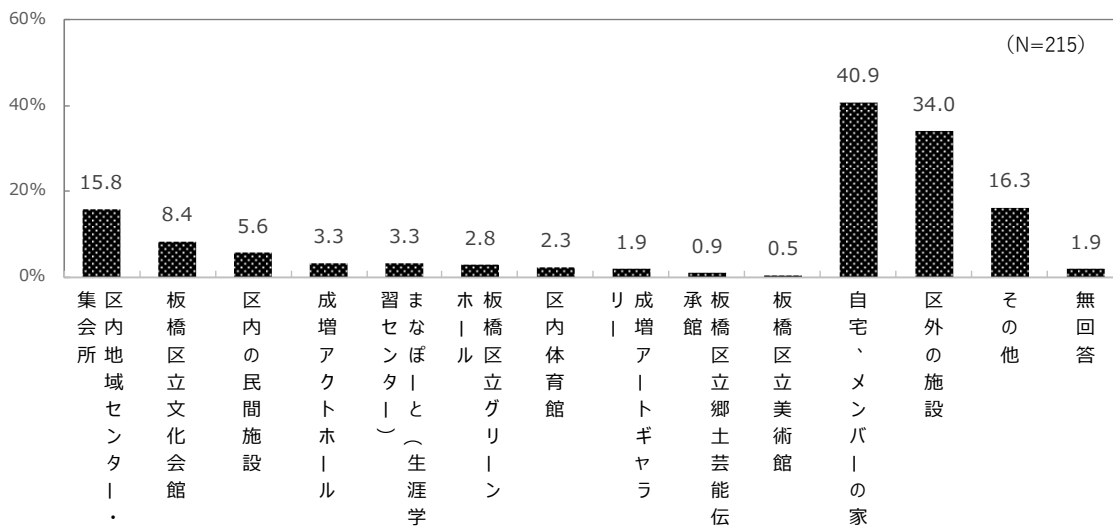 60%
40%
20%
0%
(N=215)
15.8
8.4
5.6
3.3
3.3
2.8
2.3
1.9
0.9
0.5
40.9
34.0
16.3
1.9
区内地域センター・
集会所
板橋区立文化会館
区内の民間施設
成増アクトホール
まなぽーと（生涯学
習センター）
板橋区立グリーン
ホール
区内体育館
成増アートギャラ
リー
板橋区立郷土芸能伝
承館
板橋区立美術館
自宅、メンバーの家
区外の施設
その他
無回答